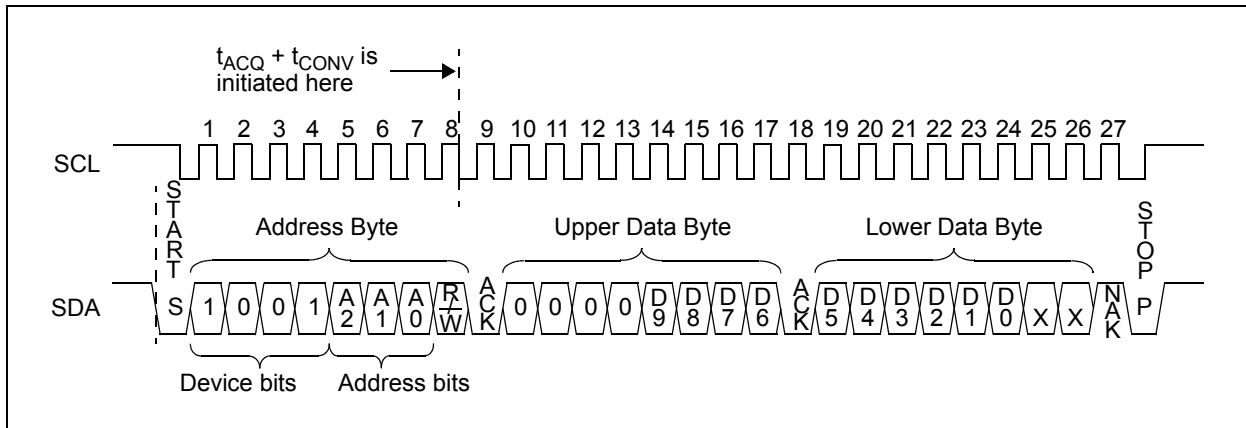 tACQ + tCONV is
initiated here
1 2 3 4 5 6 7 8 9 10 11 12 13 14 15 16 17 18 19 20 21 22 23 24 25 26 27
SCL
START
Address Byte
Upper Data Byte
Lower Data Byte
STOP
SDA
S 1 0 0 1 A2 A1 A0 R/W ACK 0 0 0 0 D9 D8 D7 D6 ACK D5 D4 D3 D2 D1 D0 X X NAK P
Device bits
Address bits